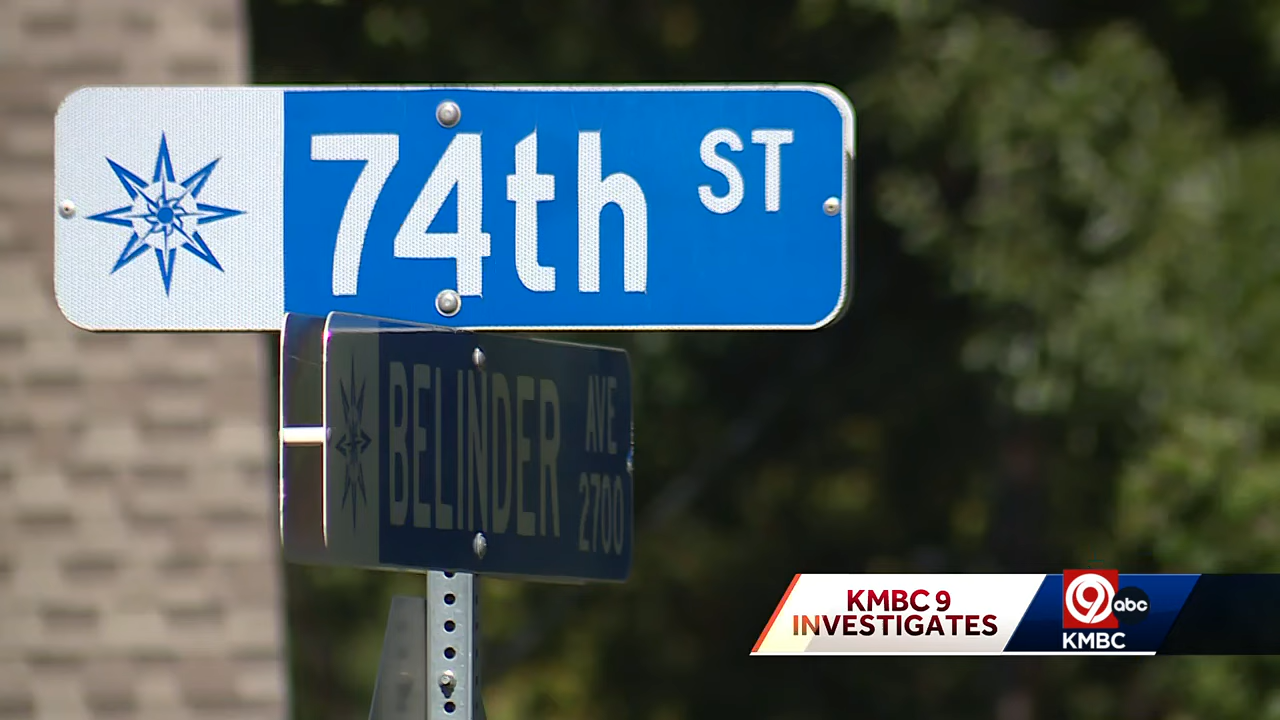 74th ST
BELINDER AVE
2700
KMBC 9
INVESTIGATES
9 abc
KMBC